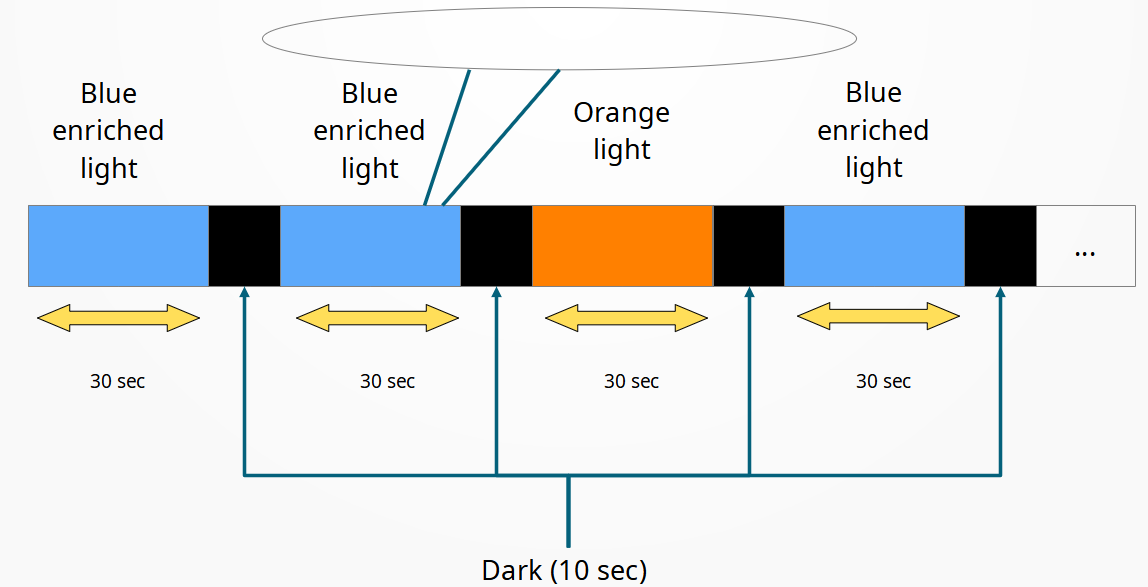 Blue
enriched
light
Blue
enriched
light
Orange
light
Blue
enriched
light
...
30 sec
30 sec
30 sec
30 sec
Dark (10 sec)